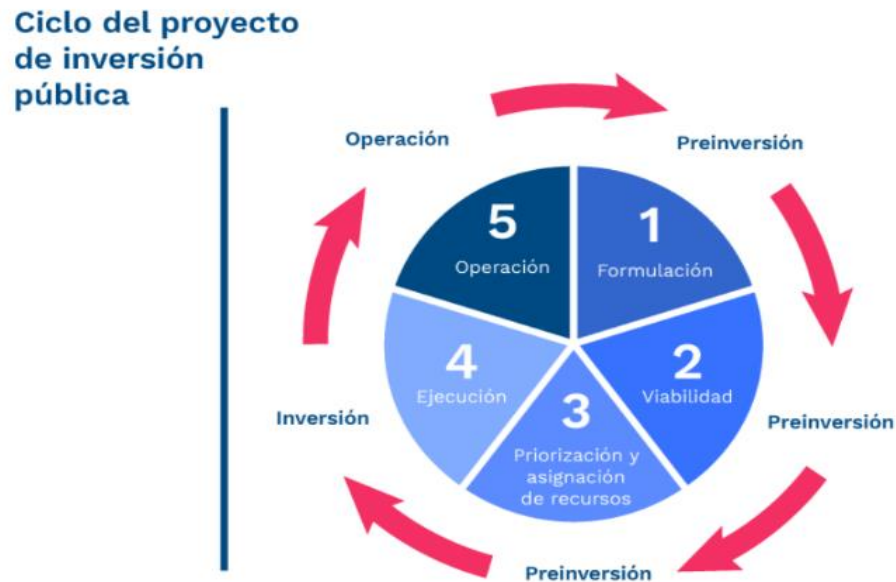 Ciclo del proyecto
de inversión
pública
Operación
Preinversión
5
Operación
1
Formulación
4
Ejecución
2
Viabilidad
3
Priorización y
asignación
de recursos
Inversión
Preinversión
Preinversión